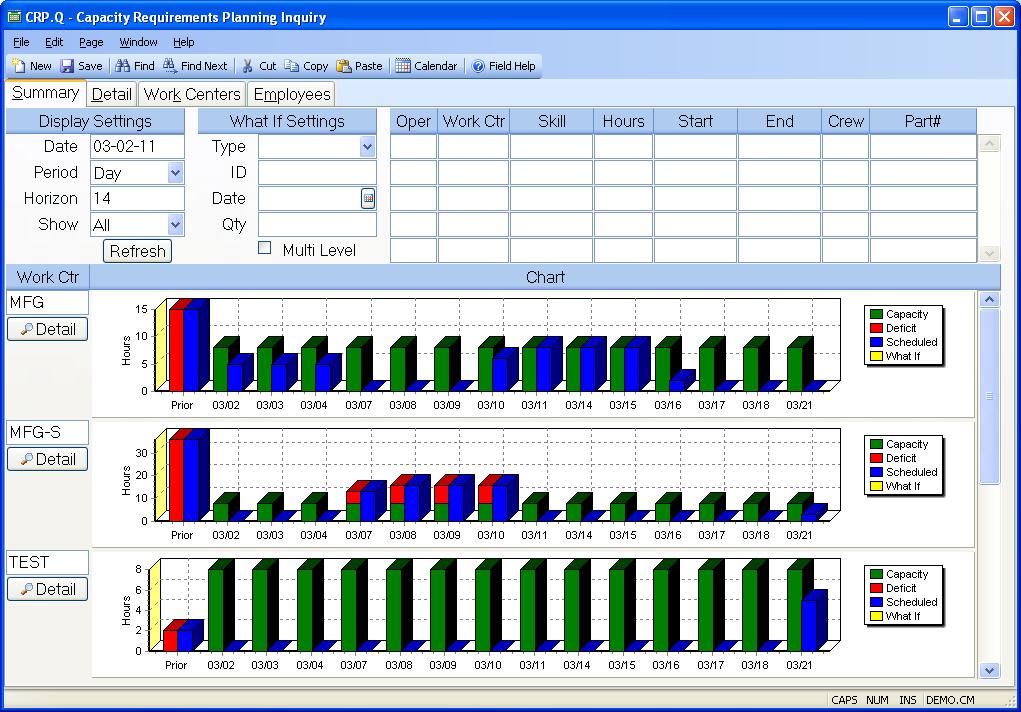 CRP.Q - Capacity Requirements Planning Inquiry
File Edit Page Window Help
New Save Find Find Next Cut Copy Paste Calendar Field Help
Summary Detail Work Centers Employees
Display Settings What If Settings Oper Work Ctr Skill Hours Start End Crew Part#
Date 03-02-11 Type
Period Day ID
Horizon 14 Date
Show All Qty
Refresh Multi Level
Work Ctr Chart
MFG
Detail
Hours
15
10
5
0
Prior 03/02 03/03 03/04 03/07 03/08 03/09 03/10 03/11 03/14 03/15 03/16 03/17 03/18 03/21
Capacity
Deficit
Scheduled
What If
MFG-S
Detail
Hours
30
20
10
0
Prior 03/02 03/03 03/04 03/07 03/08 03/09 03/10 03/11 03/14 03/15 03/16 03/17 03/18 03/21
Capacity
Deficit
Scheduled
What If
TEST
Detail
Hours
8
6
4
2
0
Prior 03/02 03/03 03/04 03/07 03/08 03/09 03/10 03/11 03/14 03/15 03/16 03/17 03/18 03/21
Capacity
Deficit
Scheduled
What If
CAPS NUM INS DEMO.CM